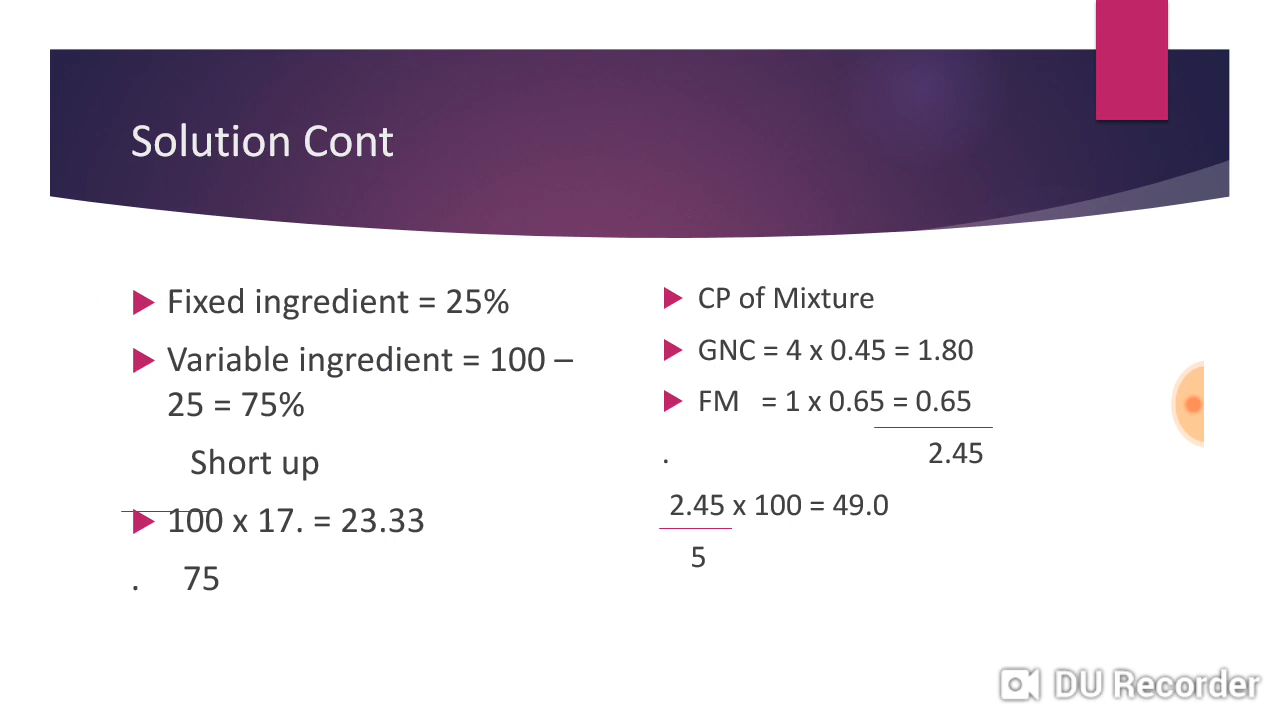 Solution Cont
Fixed ingredient = 25%
Variable ingredient = 100 –
25 = 75%
Short up
100 x 17. = 23.33
. 75
CP of Mixture
GNC = 4 x 0.45 = 1.80
FM = 1 x 0.65 = 0.65
. 2.45
2.45 x 100 = 49.0
5
DU Recorder